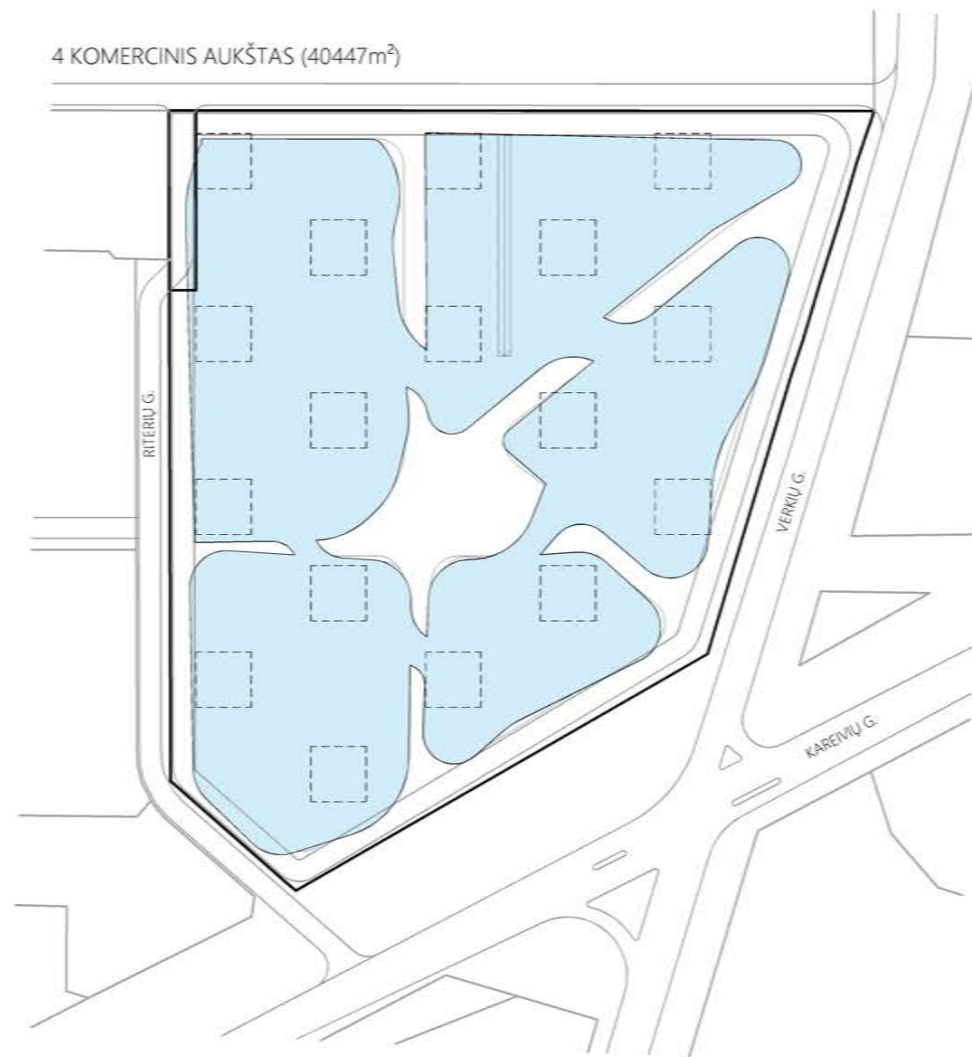 4 KOMERCINIS AUKŠTAS (40447m²)
RITERIŲ G.
VERKIŲ G.
KAREIVIŲ G.